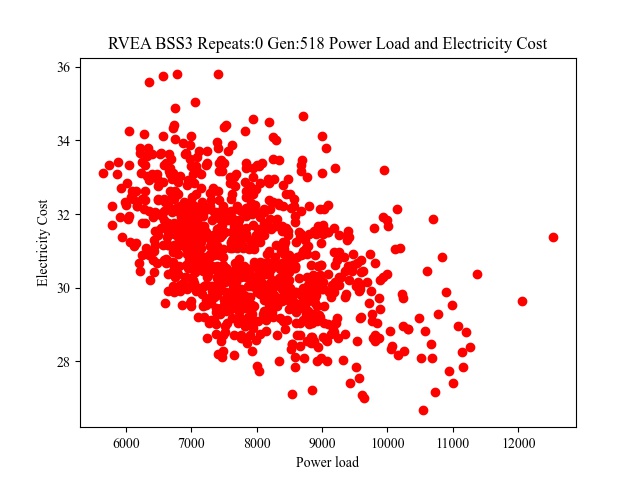 RVEA BSS3 Repeats:0 Gen:518 Power Load and Electricity Cost
36
34
32
30
28
Electricity Cost
6000 7000 8000 9000 10000 11000 12000
Power load